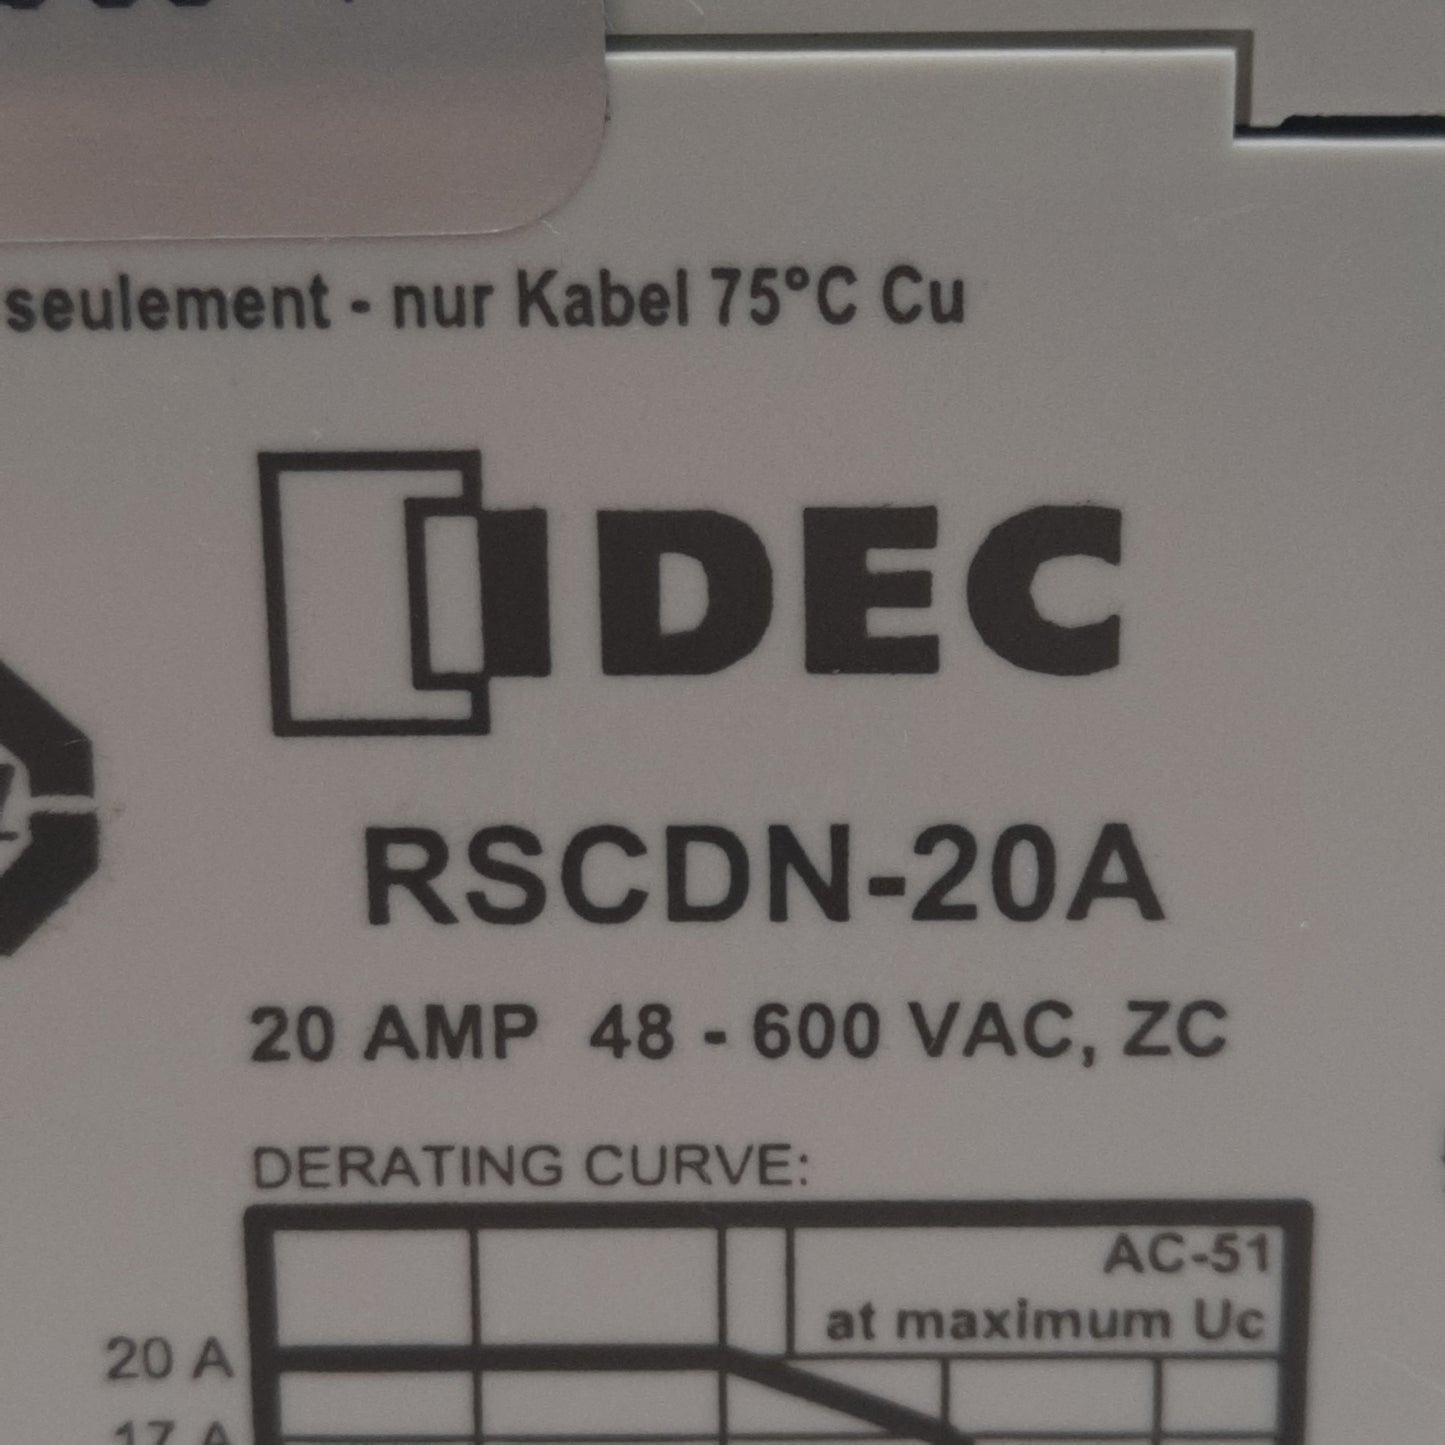 seulement - nur Kabel 75°C Cu
IDEC
RSCDN-20A
20 AMP 48 - 600 VAC, ZC
DERATING CURVE:
AC-51
at maximum Uc
20 A
17 A